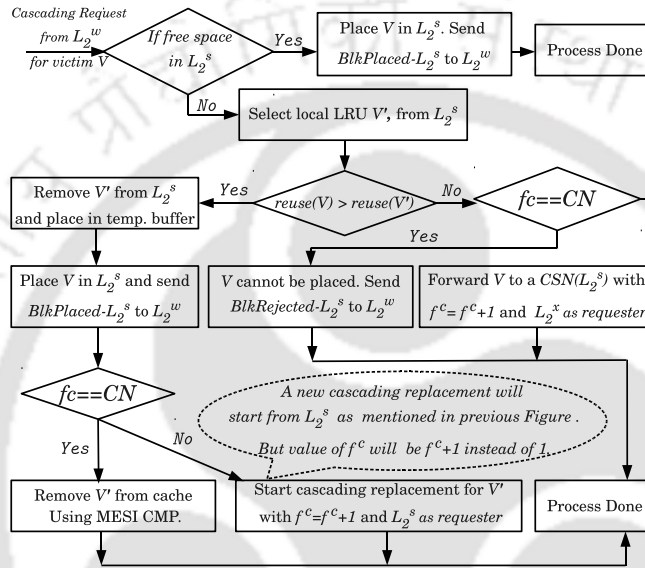 Cascading Request
from L₂ʷ
for victim V
If free space
in L₂ˢ
Yes
Place V in L₂ˢ. Send
BlkPlaced-L₂ˢ to L₂ʷ
Process Done
No
Select local LRU V', from L₂ˢ
Remove V' from L₂ˢ
and place in temp. buffer
Yes
reuse(V) > reuse(V')
No
fc==CN
Yes
Place V in L₂ˢ and send
BlkPlaced-L₂ˢ to L₂ʷ
V cannot be placed. Send
BlkRejected-L₂ˢ to L₂ʷ
Forward V to a CSN(L₂ˢ) with
fᶜ=fᶜ+1 and L₂ˣ as requester
fc==CN
A new cascading replacement will
start from L₂ˢ as mentioned in previous Figure .
But value of fᶜ will be fᶜ+1 instead of 1.
Yes
No
Remove V' from cache
Using MESI CMP.
Start cascading replacement for V'
with fᶜ=fᶜ+1 and L₂ˢ as requester
Process Done